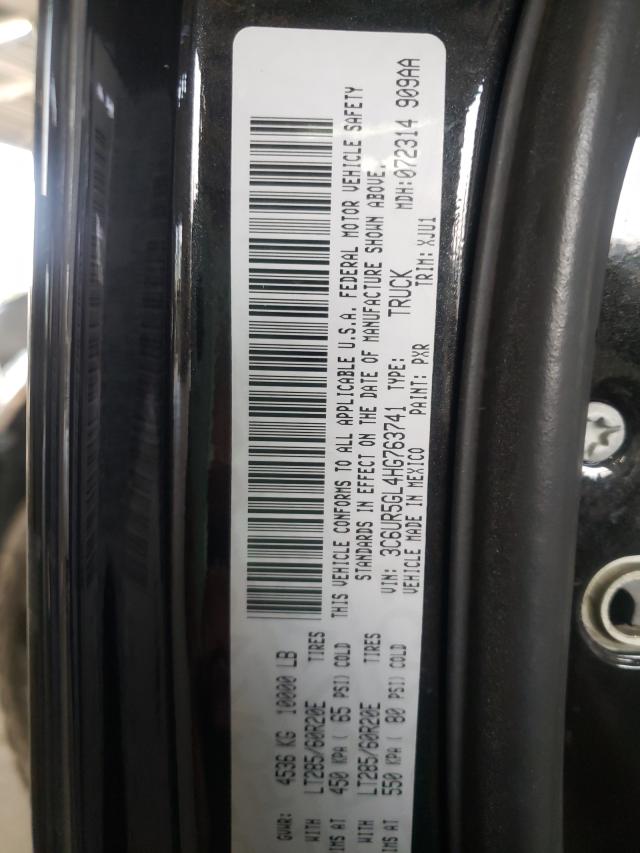 GVWR: 4536 KG 10000 LB
WITH LT285/60R20E TIRES
IMS AT 450 KPA ( 65 PSI) COLD
WITH LT285/60R20E TIRES
IMS AT 550 KPA ( 80 PSI) COLD
THIS VEHICLE CONFORMS TO ALL APPLICABLE U.S.A. FEDERAL MOTOR VEHICLE SAFETY
STANDARDS IN EFFECT ON THE DATE OF MANUFACTURE SHOWN ABOVE.
VIN: 3C6UR5GL4HG763741 TYPE: TRUCK MDH:072314 909AA
VEHICLE MADE IN MEXICO PAINT: PXR TRIM: XJU1